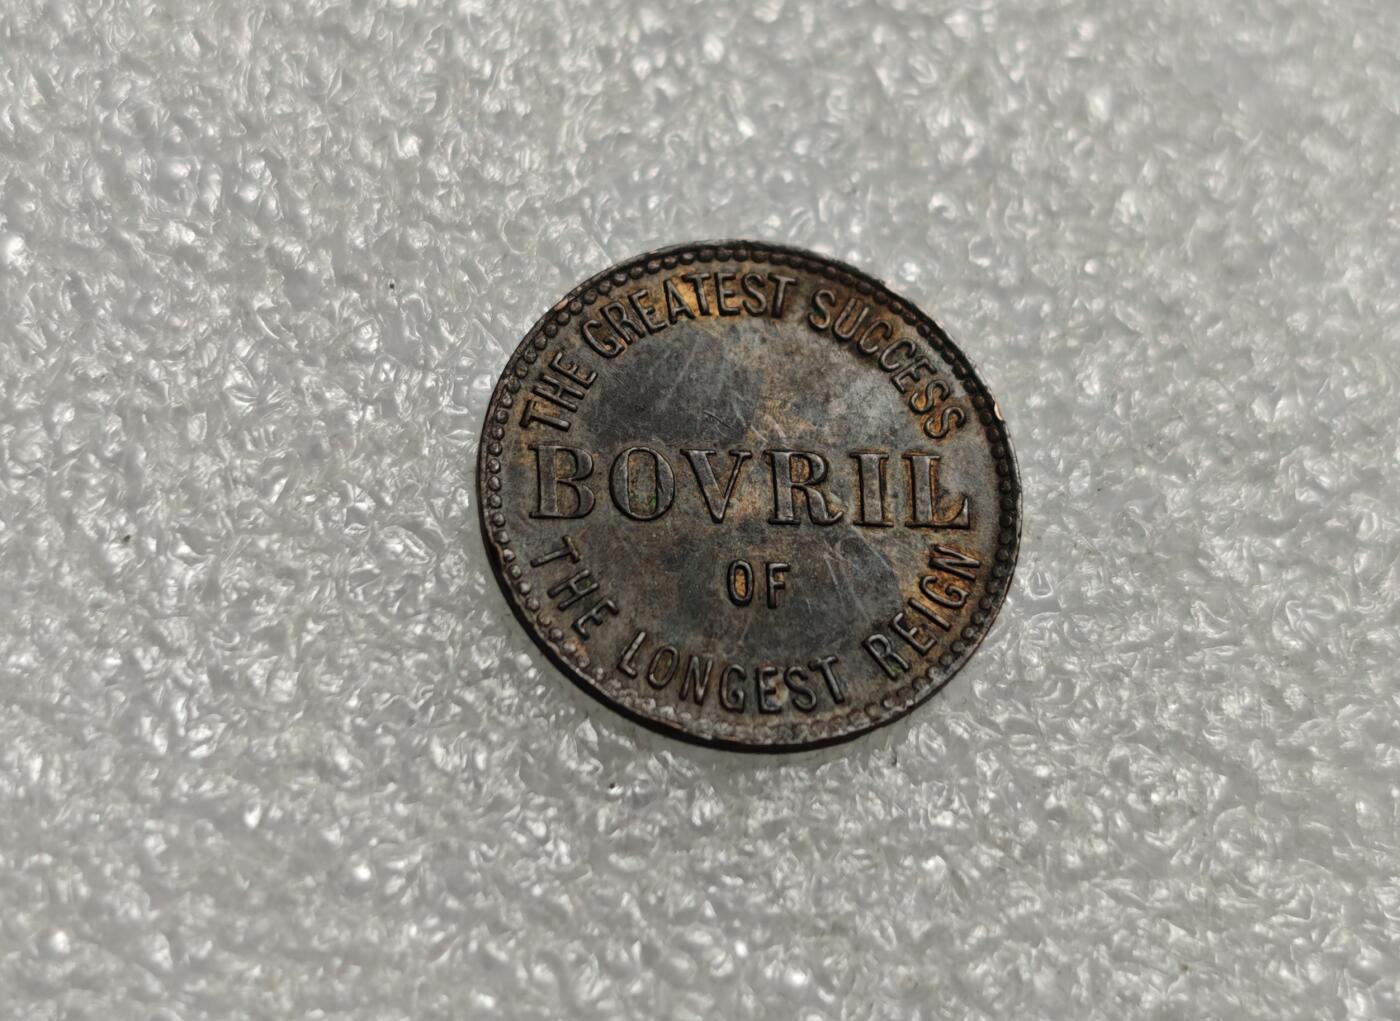 THE GREATEST SUCCESS
BOVRIL
OF
THE LONGEST REIGN